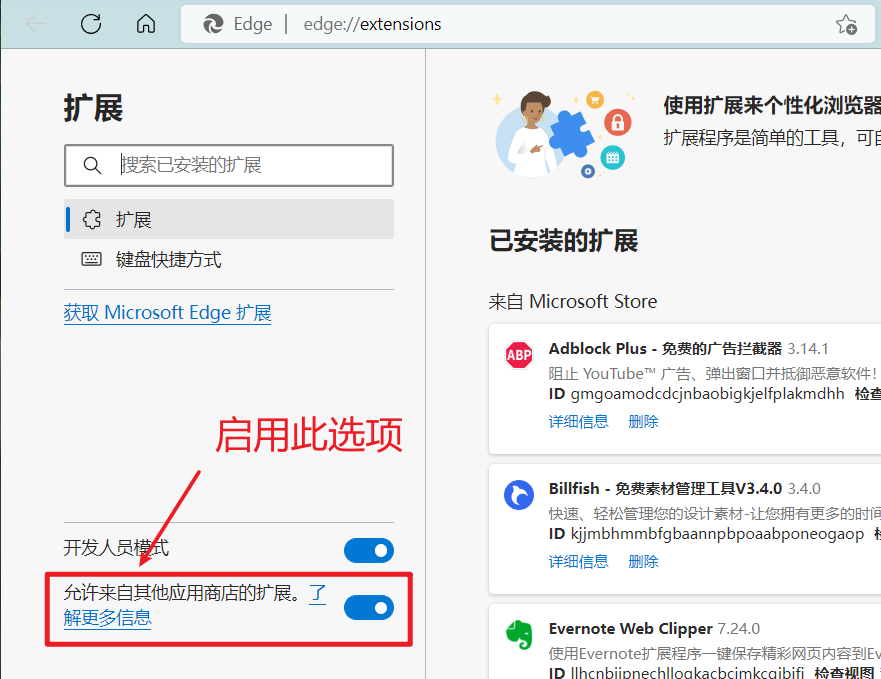 Edge | edge://extensions
扩展
搜索已安装的扩展
扩展
键盘快捷方式
获取 Microsoft Edge 扩展
启用此选项
开发人员模式
允许来自其他应用商店的扩展。了
解更多信息
使用扩展来个性化浏览器
扩展程序是简单的工具，可自
已安装的扩展
来自 Microsoft Store
ABP
Adblock Plus - 免费的广告拦截器 3.14.1
阻止 YouTube™ 广告、弹出窗口并抵御恶意软件！
ID gmgoamodcdcjnbaobigkjelfplakmdhh 检查
详细信息 删除
Billfish - 免费素材管理工具V3.4.0 3.4.0
快速、轻松管理您的设计素材-让您拥有更多的时间
ID kjjmbhmmbfgbaannpbpoaabponeogaop
详细信息 删除
Evernote Web Clipper 7.24.0
使用Evernote扩展程序一键保存精彩网页内容到Ev